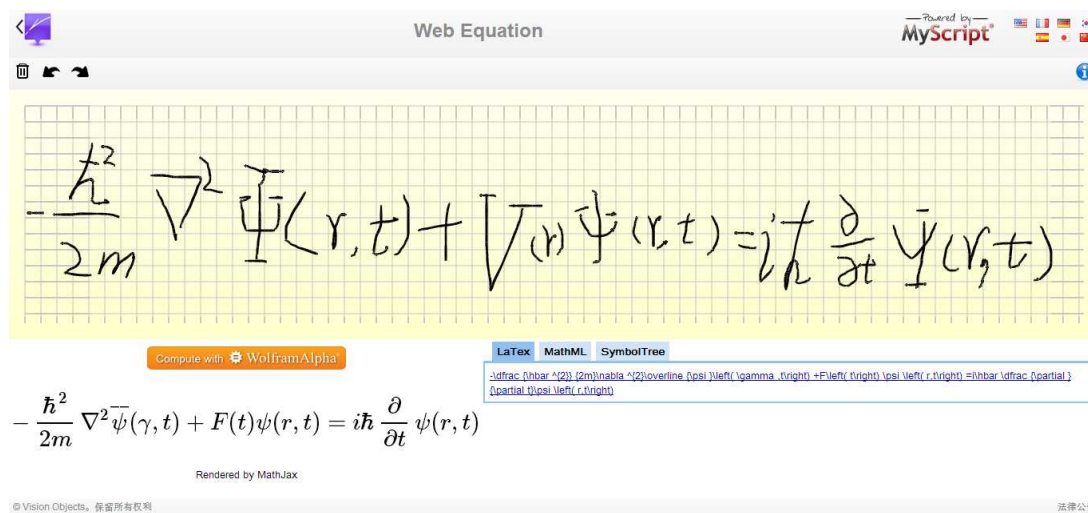 Web Equation
Powered by
MyScript
-ħ²/2m ∇² Ψ(r,t)+V(r)Ψ(r,t)=iħ ∂/∂t Ψ(r,t)
Compute with WolframAlpha
LaTex MathML SymbolTree
-\dfrac {\hbar ^{2}} {2m}\nabla ^{2}\overline {\psi }\left( \gamma ,t\right) +F\left( t\right) \psi \left( r,t\right) =i\hbar \dfrac {\partial }
{\partial t}\psi \left( r,t\right)
− ħ²/2m ∇²ψ̅(γ, t) + F(t)ψ(r, t) = iħ ∂/∂t ψ(r, t)
Rendered by MathJax
© Vision Objects。保留所有权利
法律公